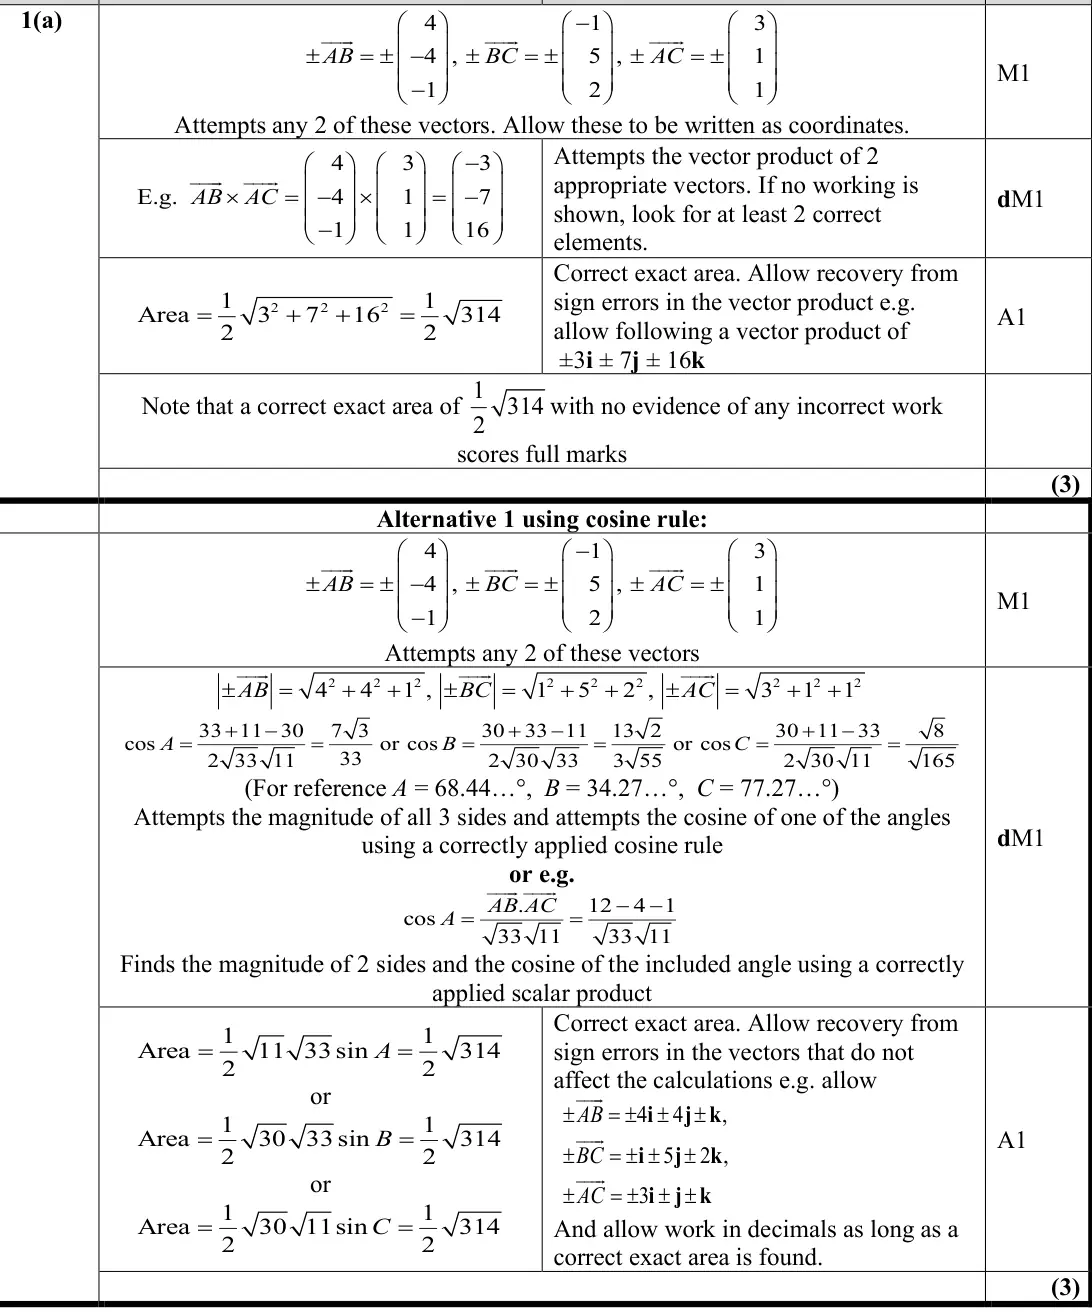 1(a)
±AB = ±(4, −4, −1), ±BC = ±(−1, 5, 2), ±AC = ±(3, 1, 1)
M1
Attempts any 2 of these vectors. Allow these to be written as coordinates.
E.g. AB × AC = (4, −4, −1) × (3, 1, 1) = (−3, −7, 16)
Attempts the vector product of 2
appropriate vectors. If no working is
shown, look for at least 2 correct
elements.
dM1
Area = 1/2 √(3² + 7² + 16²) = 1/2 √314
Correct exact area. Allow recovery from
sign errors in the vector product e.g.
allow following a vector product of
±3i ± 7j ± 16k
A1
Note that a correct exact area of 1/2 √314 with no evidence of any incorrect work
scores full marks
(3)
Alternative 1 using cosine rule:
±AB = ±(4, −4, −1), ±BC = ±(−1, 5, 2), ±AC = ±(3, 1, 1)
M1
Attempts any 2 of these vectors
|±AB| = √(4² + 4² + 1²), |±BC| = √(1² + 5² + 2²), |±AC| = √(3² + 1² + 1²)
cos A = (33 + 11 − 30)/(2√33√11) = 7√3/33 or cos B = (30 + 33 − 11)/(2√30√33) = 13√2/(3√55) or cos C = (30 + 11 − 33)/(2√30√11) = √8/√165
(For reference A = 68.44…°, B = 34.27…°, C = 77.27…°)
Attempts the magnitude of all 3 sides and attempts the cosine of one of the angles
using a correctly applied cosine rule
dM1
or e.g.
cos A = AB.AC/(√33√11) = (12 − 4 − 1)/(√33√11)
Finds the magnitude of 2 sides and the cosine of the included angle using a correctly
applied scalar product
Area = 1/2 √11√33 sin A = 1/2 √314
or
Area = 1/2 √30√33 sin B = 1/2 √314
or
Area = 1/2 √30√11 sin C = 1/2 √314
Correct exact area. Allow recovery from
sign errors in the vectors that do not
affect the calculations e.g. allow
±AB = ±4i ± 4j ± k,
±BC = ±i ± 5j ± 2k,
±AC = ±3i ± j ± k
And allow work in decimals as long as a
correct exact area is found.
A1
(3)